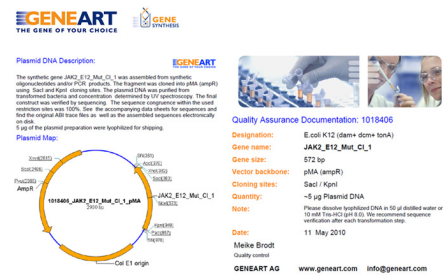 GENEART
THE GENE OF YOUR CHOICE
GENE
SYNTHESIS
Plasmid DNA Description:
The synthetic gene JAK2_E12_Mut_Cl_1 was assembled from synthetic
oligonucleotides and/or PCR products. The fragment was cloned into pMA (ampR)
using SacI and KpnI cloning sites. The plasmid DNA was purified from
transformed bacteria and concentration determined by UV spectroscopy. The final
construct was verified by sequencing. The sequence congruence within the used
restriction sites was 100%. See the accompanying data sheets for sequences and
find the original ABI trace files as well as the assembled sequences electronically
on disk.
5 µg of the plasmid preparation were lyophilized for shipping.
GENEART
THE GENE OF YOUR CHOICE
Plasmid Map:
AmpR
1018406_JAK2_E12_Mut_Cl_1_pMA
JAK2_E12_Mut_Cl_1
Col E1 origin
Quality Assurance Documentation: 1018406
Designation: E.coli K12 (dam+ dcm+ tonA)
Gene name: JAK2_E12_Mut_Cl_1
Gene size: 572 bp
Vector backbone: pMA (ampR)
Cloning sites: SacI / KpnI
Quantity: ~5 µg Plasmid DNA
Note: Please dissolve lyophilized DNA in 50 µl distilled water or
10 mM Tris-HCl (pH 8.0). We recommend sequence
verification after each transformation step.
Date: 11 May 2010
Meike Brodt
Quality control
GENEART AG www.geneart.com info@geneart.com